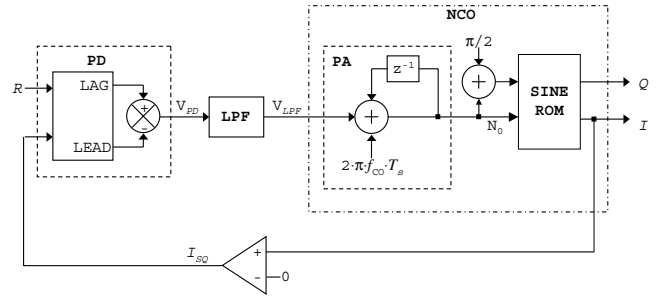 NCO
π/2
PD
PA
z⁻¹
R
LAG
+
-
LEAD
V_PD
LPF
V_LPF
+
+
N₀
SINE
ROM
Q
I
2·π·f_CO·T_s
I_SQ
+
-
0